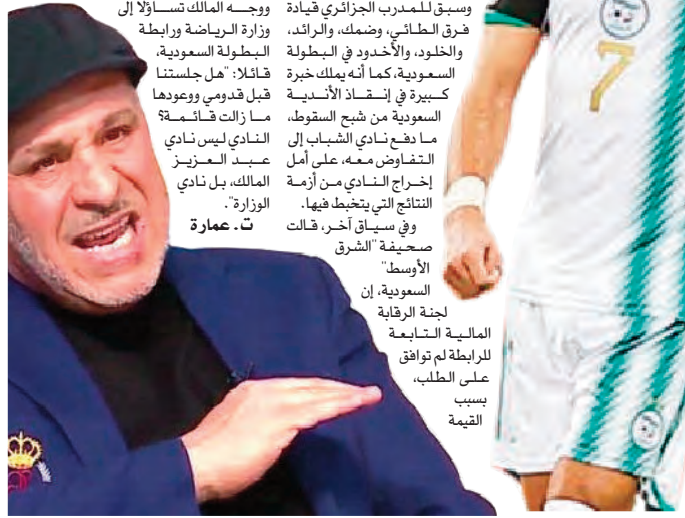 وسبق للمدرب الجزائري قيادة
فرق الطائي، وضمك، والرائد،
والخلود، والأخدود في البطولة
السعودية، كما أنه يملك خبرة
كبيرة في إنقاذ الأندية
السعودية من شبح السقوط،
ما دفع نادي الشباب إلى
التفاوض معه، على أمل
إخراج النادي من أزمة
النتائج التي يتخبط فيها.
وفي سياق آخر، قالت
صحيفة "الشرق
الأوسط"
السعودية، إن
لجنة الرقابة
المالية التابعة
للرابطة لم توافق
على الطلب،
بسبب
القيمة
ووجه المالك تساؤلا إلى
وزارة الرياضة ورابطة
البطولة السعودية،
قائلا: "هل جلستنا
قبل قدومي ووعودها
ما زالت قائمة؟
النادي ليس نادي
عبد العزيز
المالك، بل نادي
الوزارة".
ت. عمارة
7